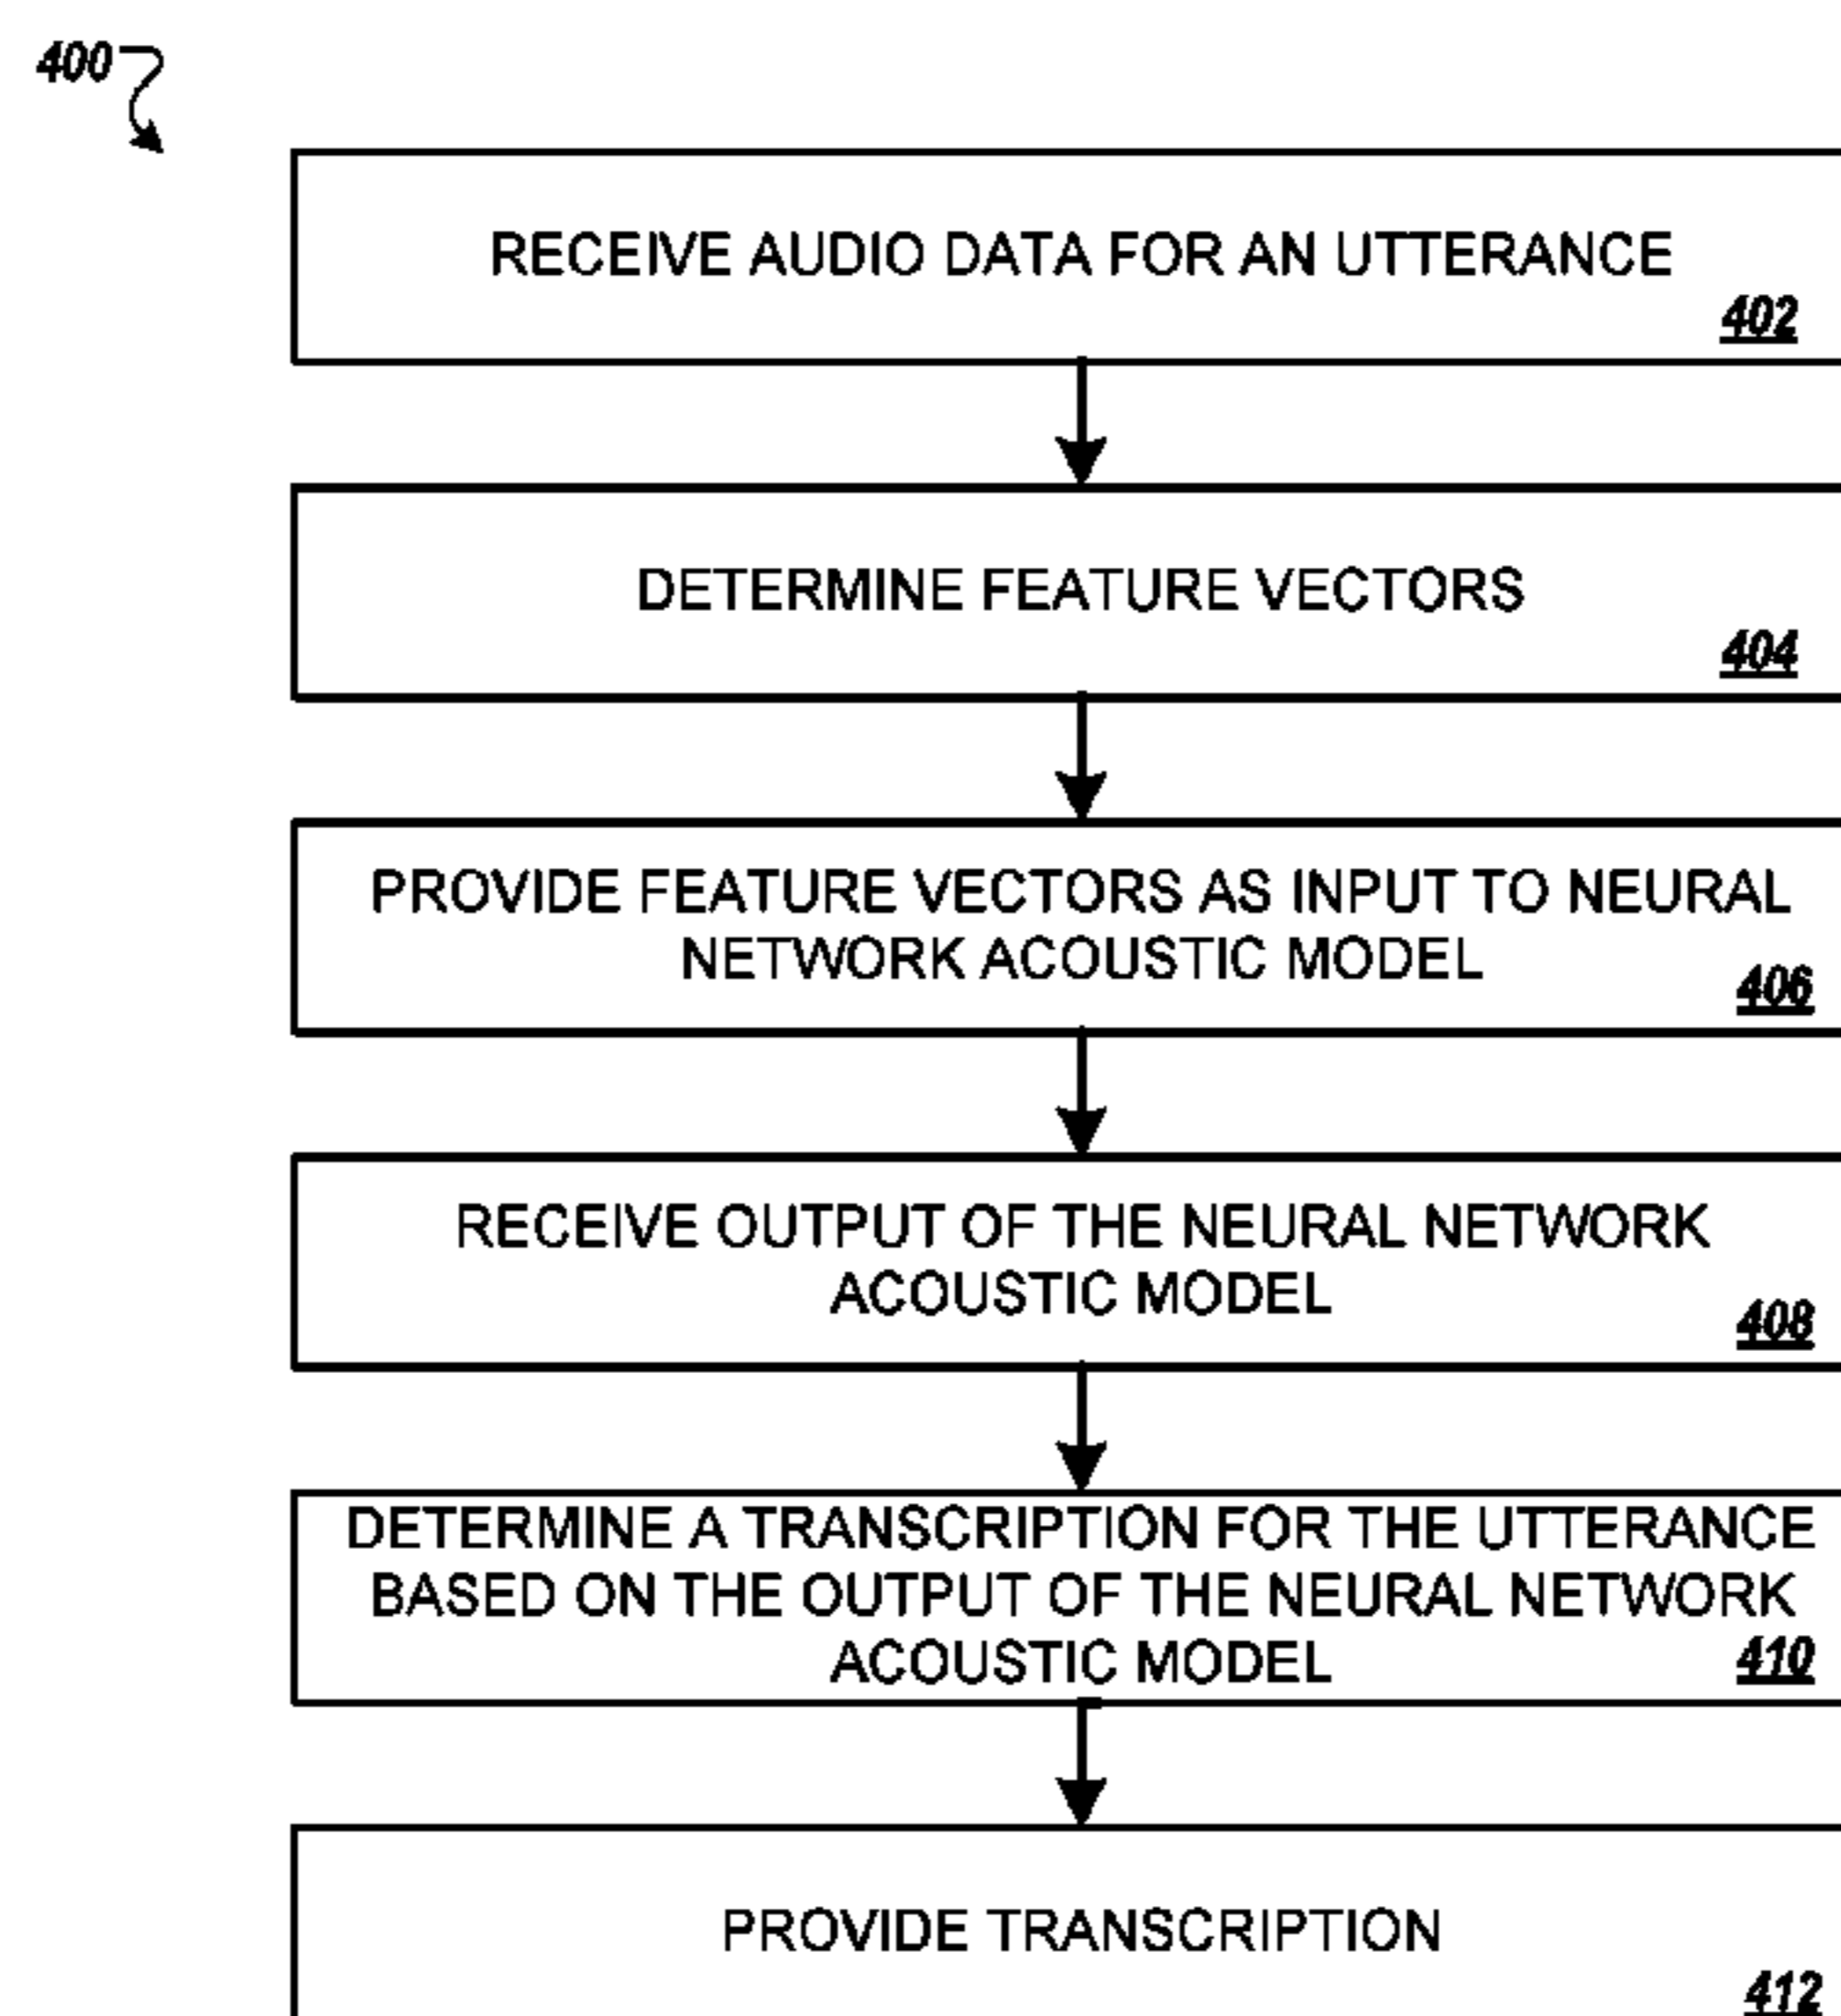 400
RECEIVE AUDIO DATA FOR AN UTTERANCE
402
DETERMINE FEATURE VECTORS
404
PROVIDE FEATURE VECTORS AS INPUT TO NEURAL
NETWORK ACOUSTIC MODEL
406
RECEIVE OUTPUT OF THE NEURAL NETWORK
ACOUSTIC MODEL
408
DETERMINE A TRANSCRIPTION FOR THE UTTERANCE
BASED ON THE OUTPUT OF THE NEURAL NETWORK
ACOUSTIC MODEL
410
PROVIDE TRANSCRIPTION
412